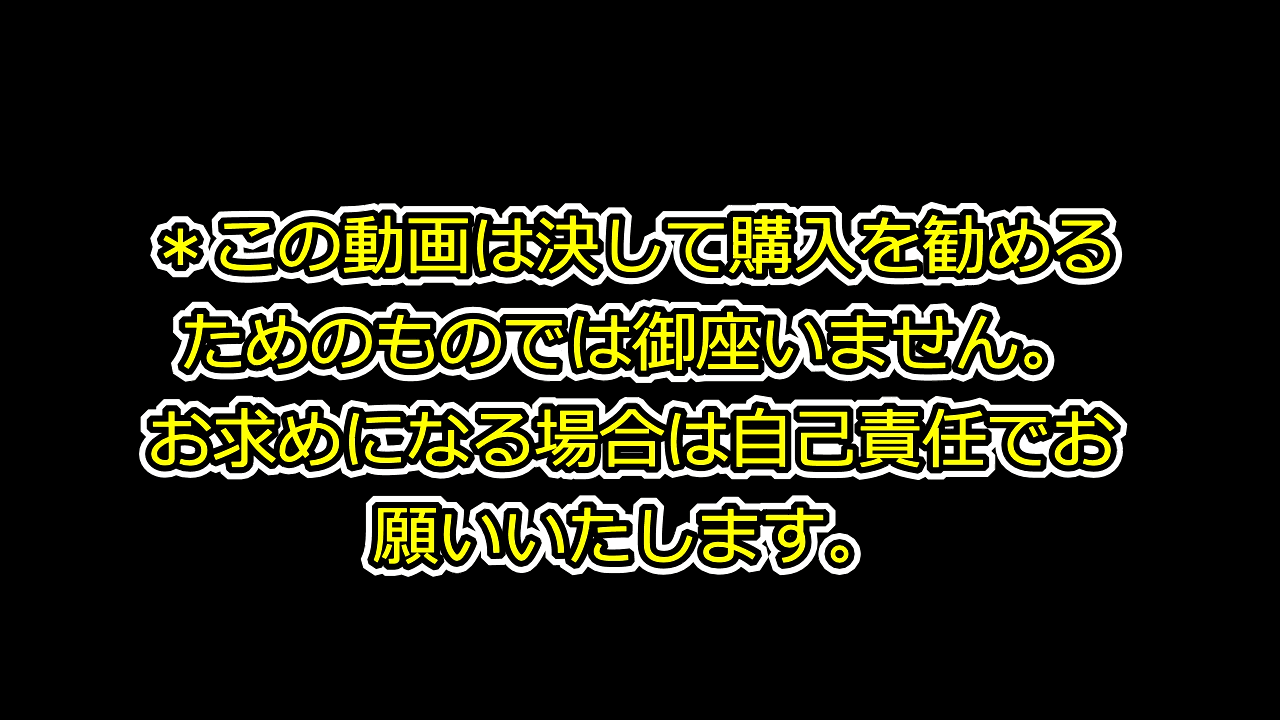 ＊この動画は決して購入を勧める
ためのものでは御座いません。
お求めになる場合は自己責任でお
願いいたします。